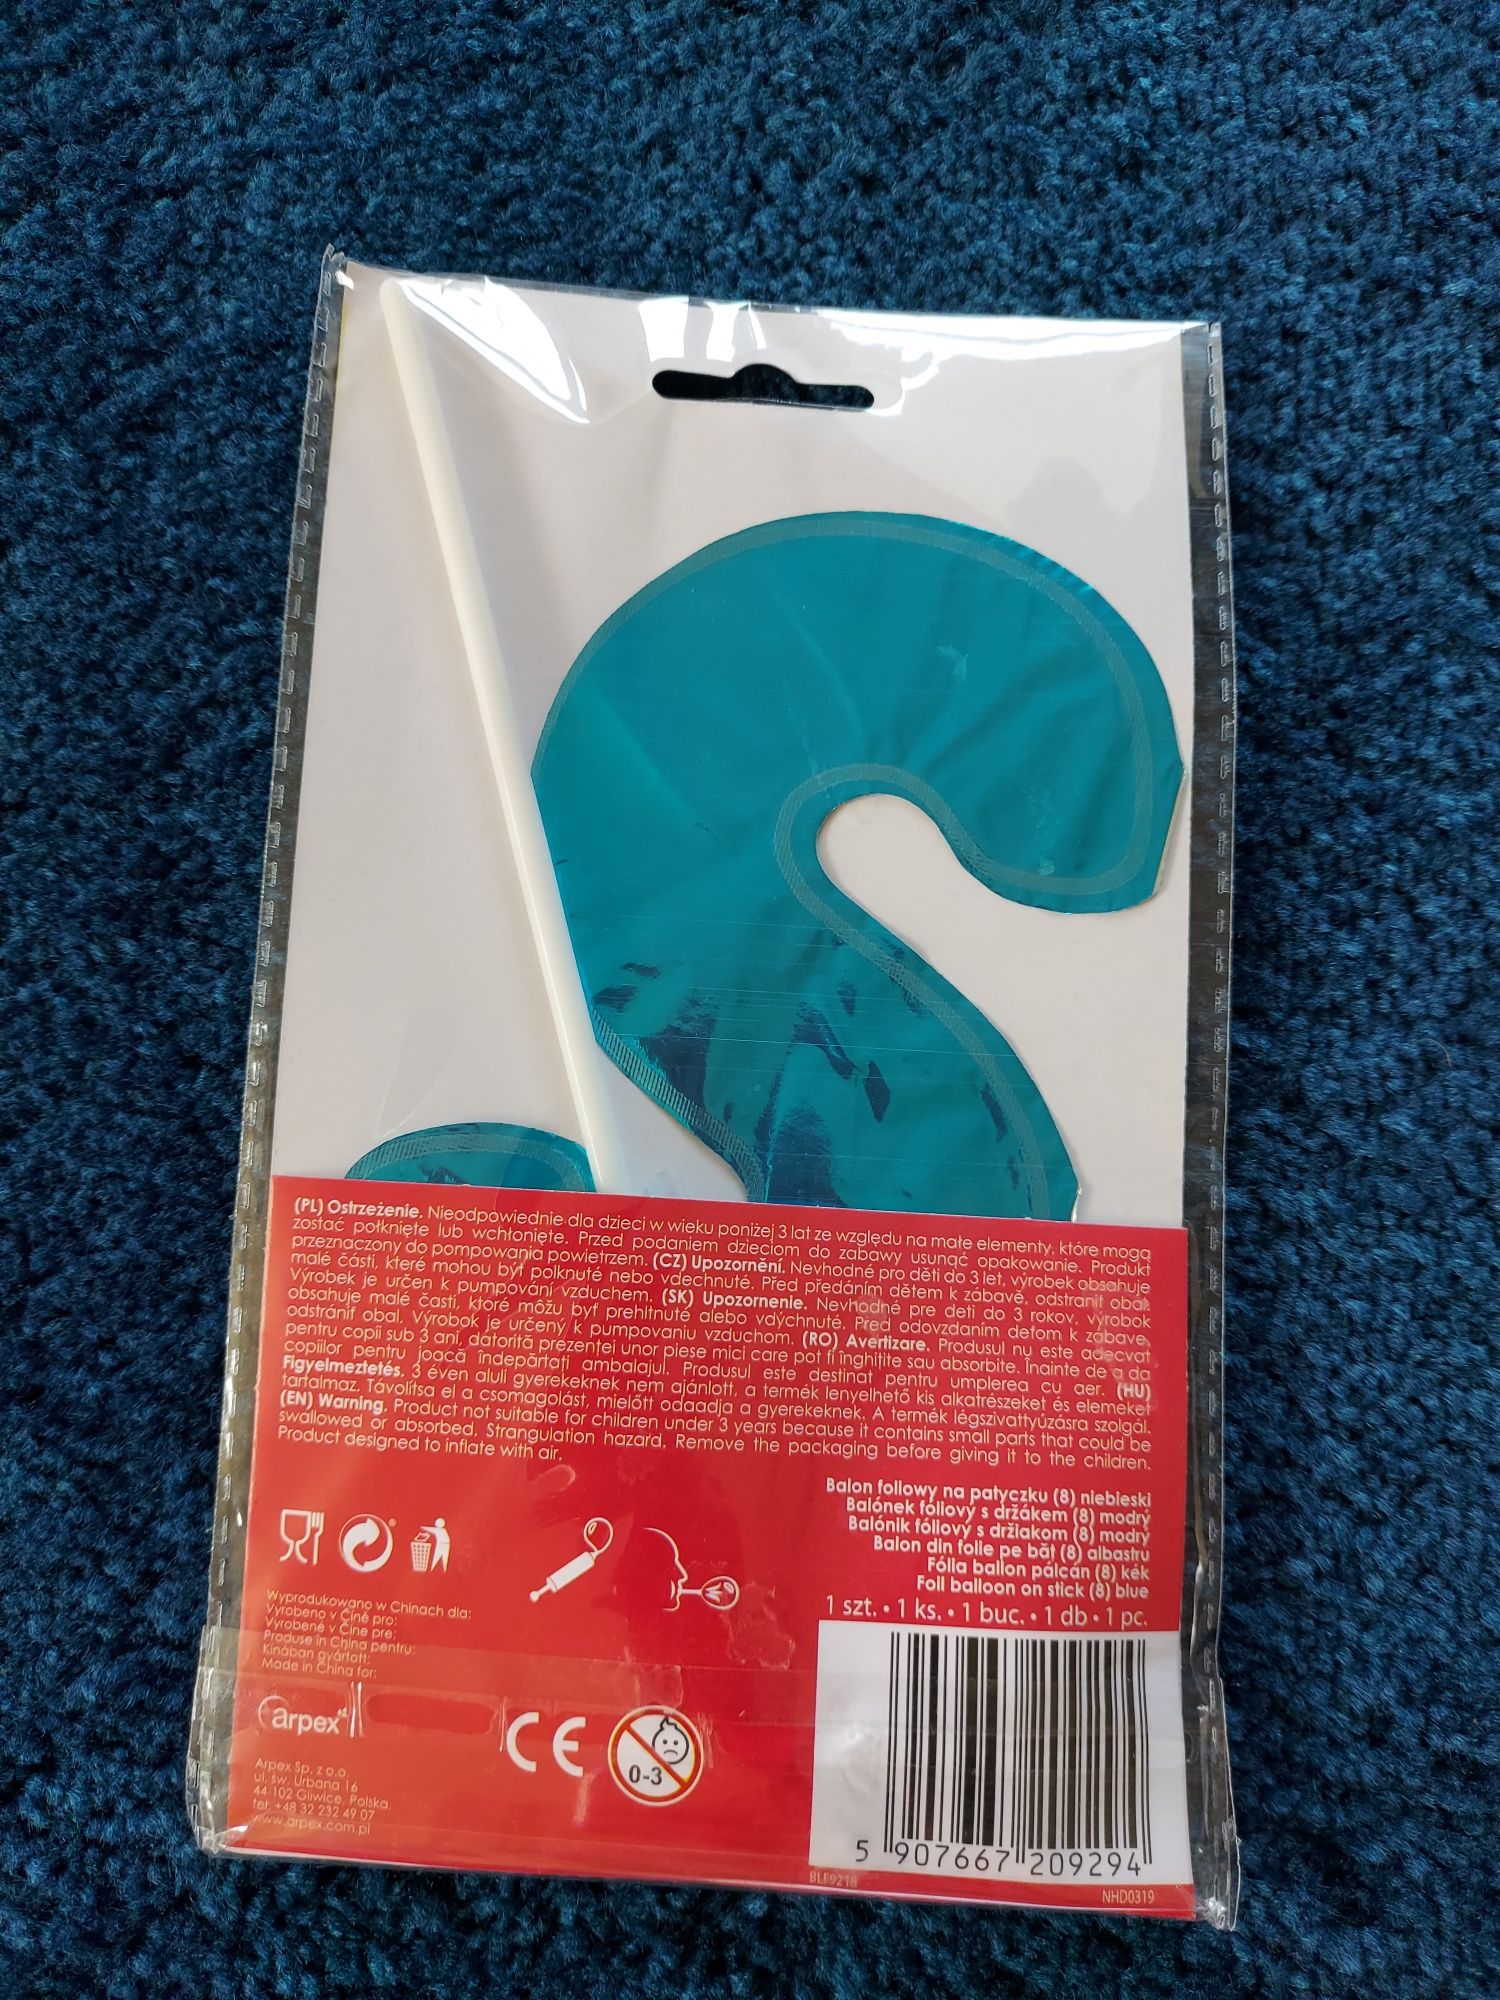 (PL) Ostrzeżenie. Nieodpowiednie dla dzieci w wieku poniżej 3 lat ze względu na małe elementy, które mogą
zostać połknięte lub wchłonięte. Przed podaniem dzieciom do zabawy usunąć opakowanie. Produkt
przeznaczony do pompowania powietrzem. (CZ) Upozornění. Nevhodné pro děti do 3 let, výrobek obsahuje
malé části, které mohou být polknuté nebo vdechnuté. Před předáním dětem k zábavě, odstranit obal.
Výrobek je určen k pumpování vzduchem. (SK) Upozornenie. Nevhodné pre deti do 3 rokov, výrobok
obsahuje malé časti, ktoré môžu byť prehltnuté alebo vdýchnuté. Pred odovzdaním deťom k zábave,
odstrániť obal. Výrobok je určený k pumpovaniu vzduchom. (RO) Avertizare. Produsul nu este adecvat
pentru copii sub 3 ani, datorită prezenței unor piese mici care pot fi înghițite sau absorbite. Înainte de a da
copiilor pentru joacă îndepărtați ambalajul. Produsul este destinat pentru umplerea cu aer. (HU)
Figyelmeztetés. 3 éven aluli gyerekeknek nem ajánlott, a termék lenyelhető kis alkatrészeket és elemeket
tartalmaz. Távolítsa el a csomagolást, mielőtt odaadja a gyerekeknek. A termék légszivattyúzásra szolgál.
(EN) Warning. Product not suitable for children under 3 years because it contains small parts that could be
swallowed or absorbed. Strangulation hazard. Remove the packaging before giving it to the children.
Product designed to inflate with air.
Balon foliowy na patyczku (8) niebieski
Balónek fóliový s držákem (8) modrý
Balónik fóliový s držiakom (8) modrý
Balon din folie pe băț (8) albastru
Fólia ballon pálcán (8) kék
Foil balloon on stick (8) blue
1 szt. • 1 ks. • 1 buc. • 1 db • 1 pc.
Wyprodukowano w Chinach dla:
Vyrobeno v Číně pro:
Vyrobené v Číne pre:
Produse în China pentru:
Kínában gyártott:
Made in China for:
arpex
Arpex Sp. z o.o.
ul. św. Urbana 16
44-102 Gliwice, Polska
tel. +48 32 232 49 07
www.arpex.com.pl
CE
0-3
5 907667 209294
BLF9218
NHD0319